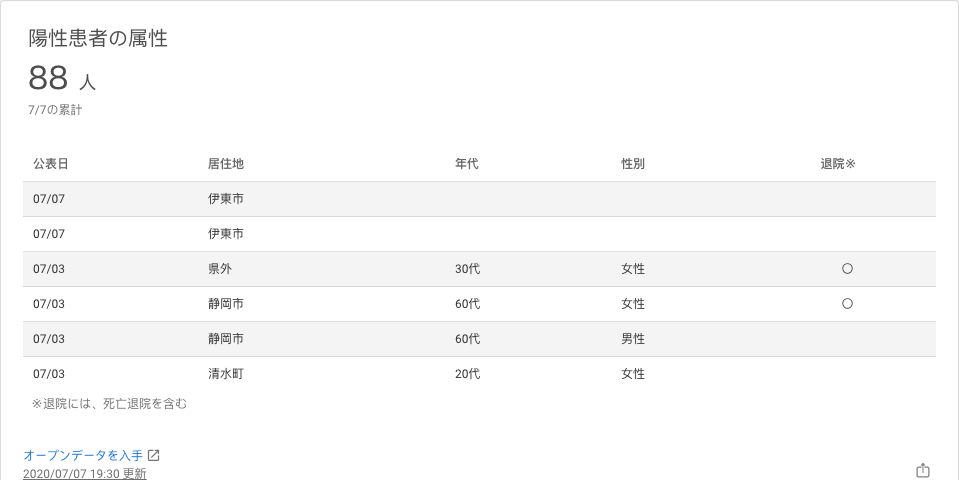 陽性患者の属性
88 人
7/7の累計
公表日 居住地 年代 性別 退院※
07/07 伊東市
07/07 伊東市
07/03 県外 30代 女性 〇
07/03 静岡市 60代 女性 〇
07/03 静岡市 60代 男性
07/03 清水町 20代 女性
※退院には、死亡退院を含む
オープンデータを入手
2020/07/07 19:30 更新